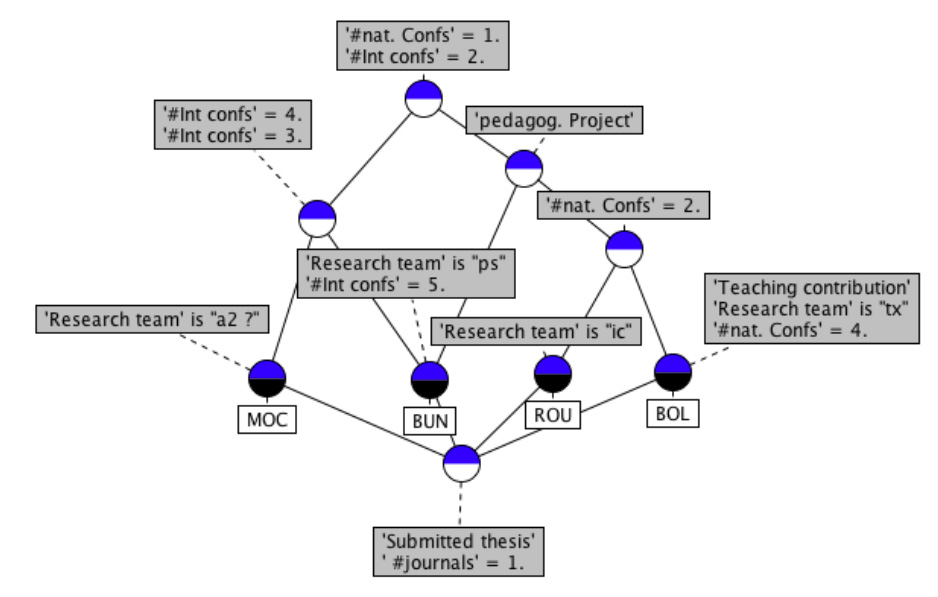 '#nat. Confs' = 1.
'#Int confs' = 2.
'#Int confs' = 4.
'#Int confs' = 3.
'pedagog. Project'
'#nat. Confs' = 2.
'Research team' is "ps"
'#Int confs' = 5.
'Teaching contribution'
'Research team' is "tx"
'#nat. Confs' = 4.
'Research team' is "a2 ?"
'Research team' is "ic"
MOC
BUN
ROU
BOL
'Submitted thesis'
' #journals' = 1.